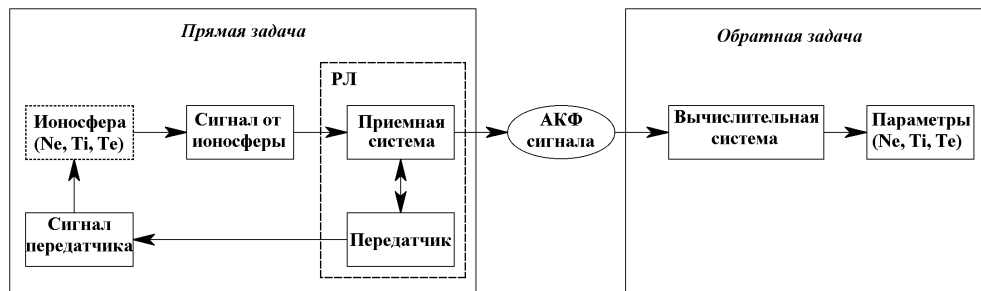 Прямая задача
Обратная задача
РЛ
Ионосфера
(Ne, Ti, Te)
Сигнал от
ионосферы
Приемная
система
АКФ
сигнала
Вычислительная
система
Параметры
(Ne, Ti, Te)
Сигнал
передатчика
Передатчик